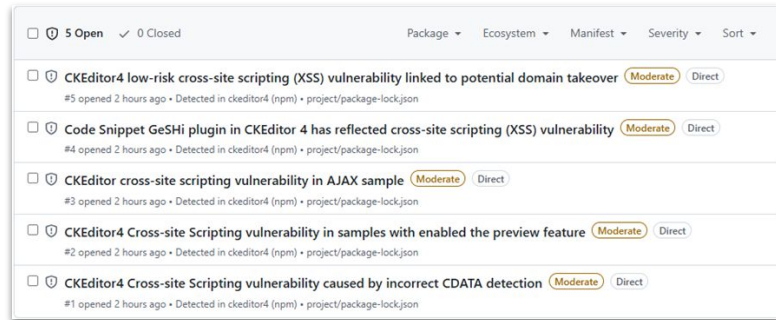 5 Open 0 Closed Package Ecosystem Manifest Severity Sort
CKEditor4 low-risk cross-site scripting (XSS) vulnerability linked to potential domain takeover Moderate Direct
#5 opened 2 hours ago • Detected in ckeditor4 (npm) • project/package-lock.json
Code Snippet GeSHi plugin in CKEditor 4 has reflected cross-site scripting (XSS) vulnerability Moderate Direct
#4 opened 2 hours ago • Detected in ckeditor4 (npm) • project/package-lock.json
CKEditor cross-site scripting vulnerability in AJAX sample Moderate Direct
#3 opened 2 hours ago • Detected in ckeditor4 (npm) • project/package-lock.json
CKEditor4 Cross-site Scripting vulnerability in samples with enabled the preview feature Moderate Direct
#2 opened 2 hours ago • Detected in ckeditor4 (npm) • project/package-lock.json
CKEditor4 Cross-site Scripting vulnerability caused by incorrect CDATA detection Moderate Direct
#1 opened 2 hours ago • Detected in ckeditor4 (npm) • project/package-lock.json